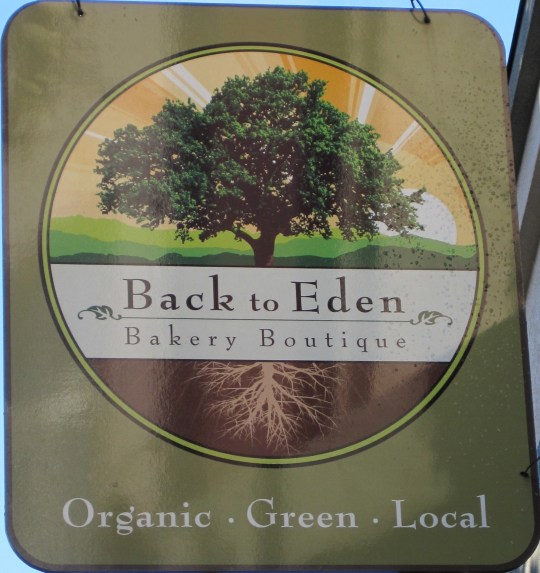 Back to Eden
Bakery Boutique
Organic · Green · Local